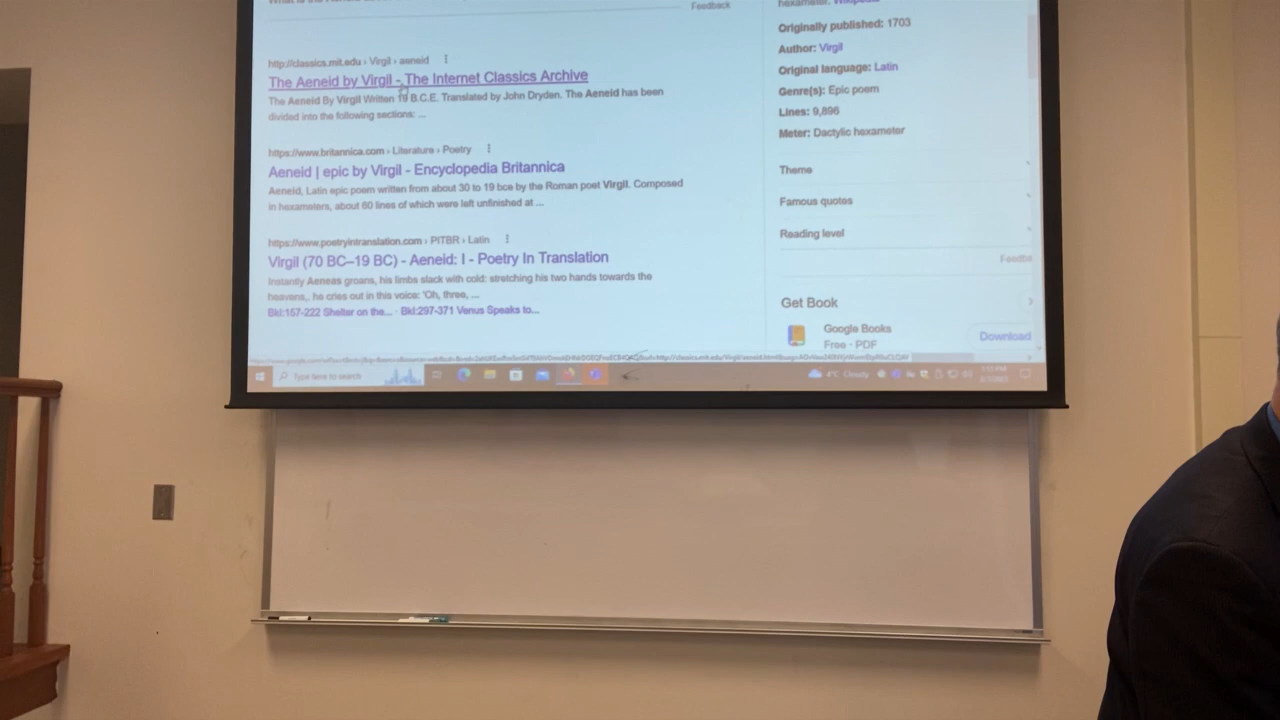 Feedback
http://classics.mit.edu › Virgil › aeneid
The Aeneid by Virgil - The Internet Classics Archive
The Aeneid By Virgil Written 19 B.C.E. Translated by John Dryden. The Aeneid has been
divided into the following sections: ...
https://www.britannica.com › Literature › Poetry
Aeneid | epic by Virgil - Encyclopedia Britannica
Aeneid, Latin epic poem written from about 30 to 19 bce by the Roman poet Virgil. Composed
in hexameters, about 60 lines of which were left unfinished at ...
https://www.poetryintranslation.com › PITBR › Latin
Virgil (70 BC–19 BC) - Aeneid: I - Poetry In Translation
Instantly Aeneas groans, his limbs slack with cold: stretching his two hands towards the
heavens,. he cries out in this voice: 'Oh, three, ...
BkI:157-222 Shelter on the... · BkI:297-371 Venus Speaks to...
hexameter. Wikipedia
Originally published: 1703
Author: Virgil
Original language: Latin
Genre(s): Epic poem
Lines: 9,896
Meter: Dactylic hexameter
Theme
Famous quotes
Reading level
Feedba
Get Book
Google Books
Free · PDF
Download
Type here to search
4°C Cloudy